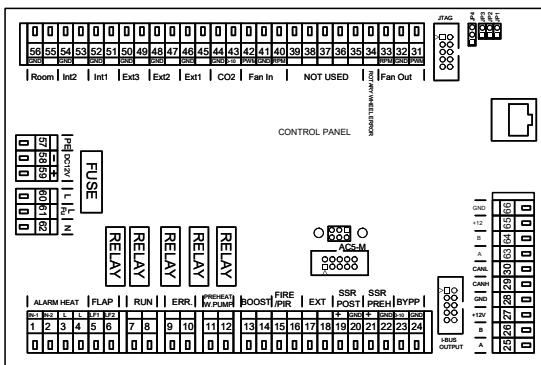 JTAG
JP4
JP3
JP2
JP1
56 55 54 53 52 51 50 49 48 47 46 45 44 43 42 41 40 39 38 37 36 35 34 33 32 31
GND GND GND GND GND GND GND 0-10 PWM GND RPM RPM GND PWM
Room Int2 Int1 Ext3 Ext2 Ext1 CO2 Fan In NOT USED ROTARY WHEEL ERROR Fan Out
CONTROL PANEL
57 PE
58 -
59 +
DC12V
60 L
61 L Fu
62 N
FUSE
RELAY RELAY RELAY RELAY RELAY
AC5-M
GND 66
+12 65
B 64
A 63
CANL 30
CANH 29
GND 28
+12V 27
B 26
A 25
I-BUS
OUTPUT
ALARM HEAT FLAP RUN ERR. PREHEAT W.PUMP BOOST FIRE /PIR EXT SSR POST SSR PREH BYPP
IN-1 IN-2 L L LF1 LF2 + GND + GND 0-10 GND
1 2 3 4 5 6 7 8 9 10 11 12 13 14 15 16 17 18 19 20 21 22 23 24